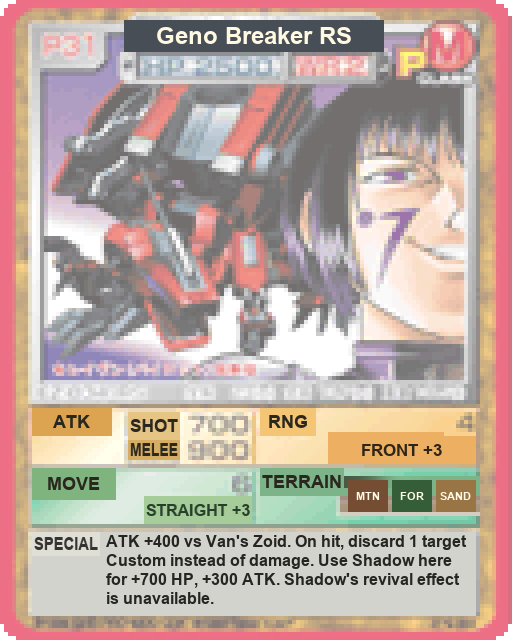 Geno Breaker RS
P31
P M
ATK SHOT 700 RNG 4
MELEE 900 FRONT +3
MOVE 6 TERRAIN MTN FOR SAND
STRAIGHT +3
SPECIAL ATK +400 vs Van's Zoid. On hit, discard 1 target
Custom instead of damage. Use Shadow here
for +700 HP, +300 ATK. Shadow's revival effect
is unavailable.